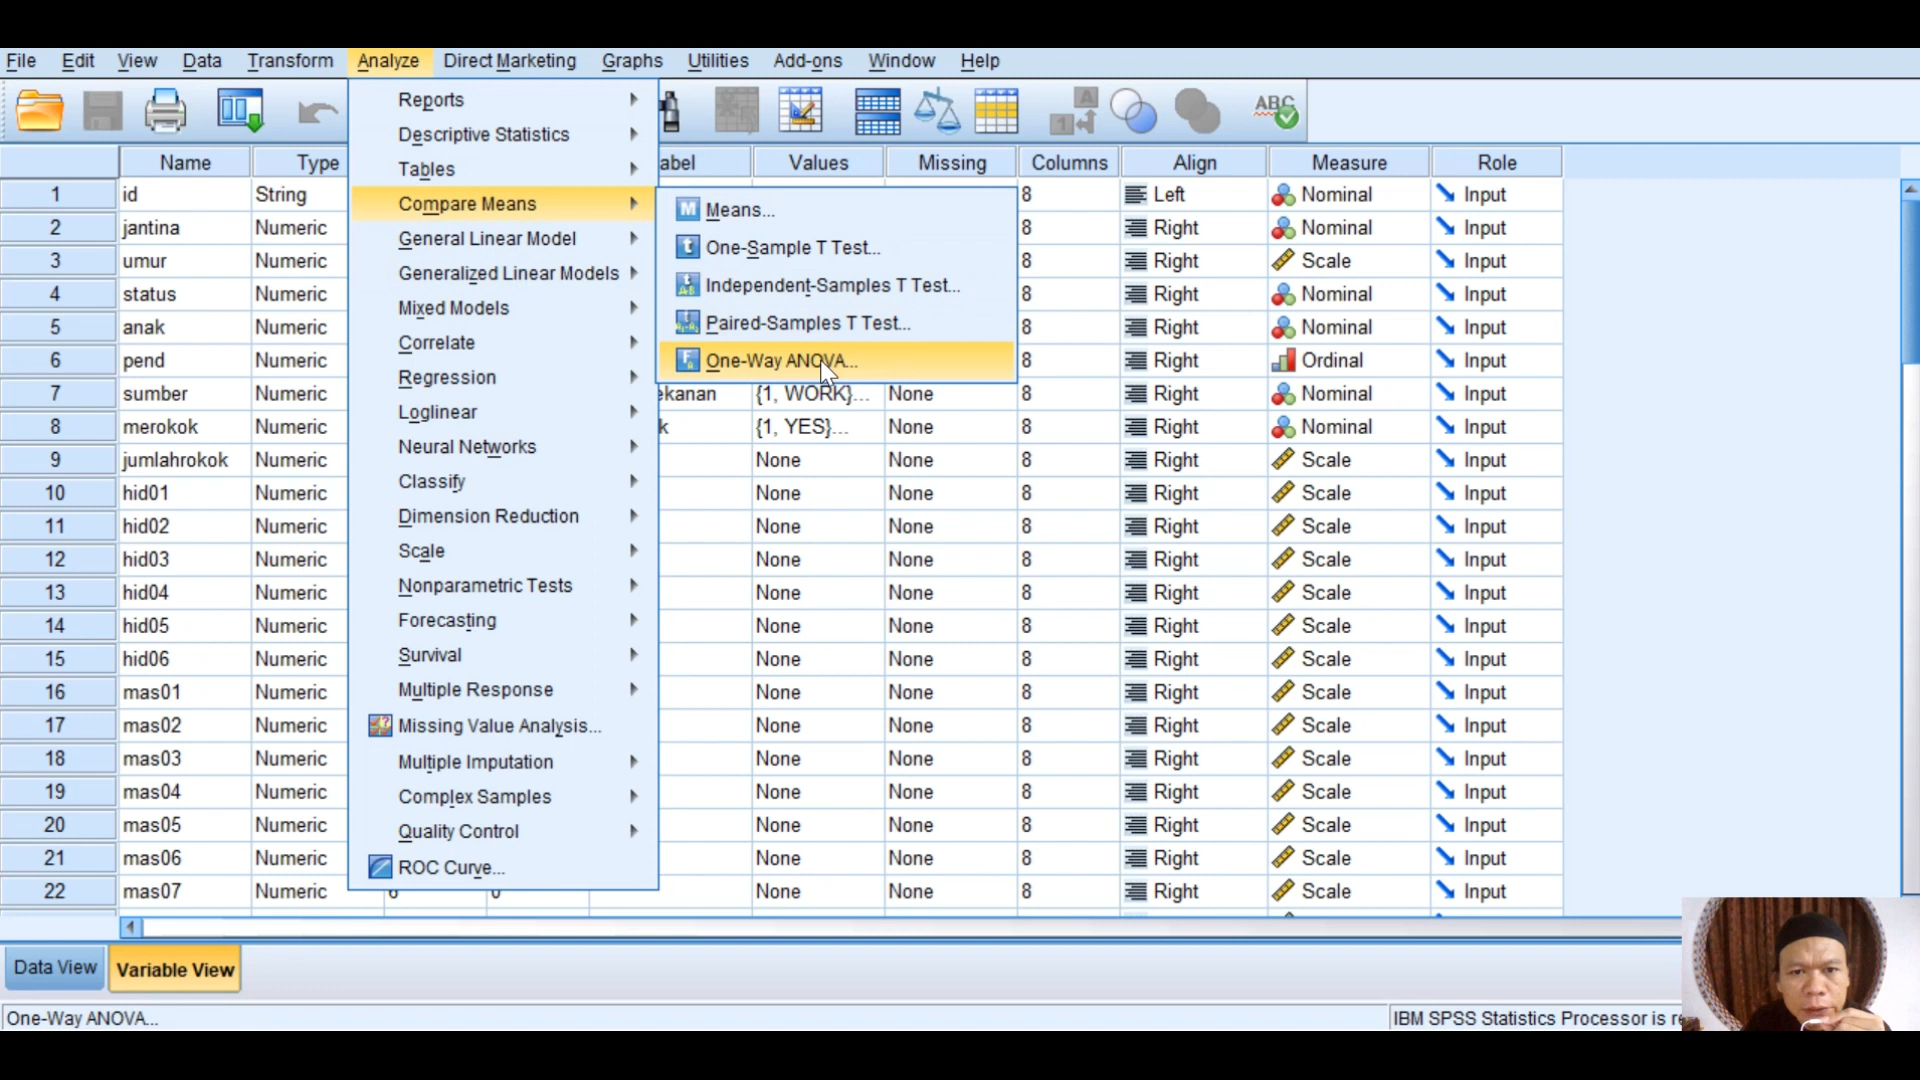 File Edit View Data Transform Analyze Direct Marketing Graphs Utilities Add-ons Window Help
Reports
Descriptive Statistics
Tables
Compare Means
General Linear Model
Generalized Linear Models
Mixed Models
Correlate
Regression
Loglinear
Neural Networks
Classify
Dimension Reduction
Scale
Nonparametric Tests
Forecasting
Survival
Multiple Response
Missing Value Analysis...
Multiple Imputation
Complex Samples
Quality Control
ROC Curve...
Means...
One-Sample T Test...
Independent-Samples T Test...
Paired-Samples T Test...
One-Way ANOVA...
ABC
A
1
Name Type abel Values Missing Columns Align Measure Role
1 id String 8 Left Nominal Input
2 jantina Numeric 8 Right Nominal Input
3 umur Numeric 8 Right Scale Input
4 status Numeric 8 Right Nominal Input
5 anak Numeric 8 Right Nominal Input
6 pend Numeric 8 Right Ordinal Input
7 sumber Numeric ekanan {1, WORK}... None 8 Right Nominal Input
8 merokok Numeric k {1, YES}... None 8 Right Nominal Input
9 jumlahrokok Numeric None None 8 Right Scale Input
10 hid01 Numeric None None 8 Right Scale Input
11 hid02 Numeric None None 8 Right Scale Input
12 hid03 Numeric None None 8 Right Scale Input
13 hid04 Numeric None None 8 Right Scale Input
14 hid05 Numeric None None 8 Right Scale Input
15 hid06 Numeric None None 8 Right Scale Input
16 mas01 Numeric None None 8 Right Scale Input
17 mas02 Numeric None None 8 Right Scale Input
18 mas03 Numeric None None 8 Right Scale Input
19 mas04 Numeric None None 8 Right Scale Input
20 mas05 Numeric None None 8 Right Scale Input
21 mas06 Numeric None None 8 Right Scale Input
22 mas07 Numeric None None 8 Right Scale Input
Data View Variable View
One-Way ANOVA... IBM SPSS Statistics Processor is